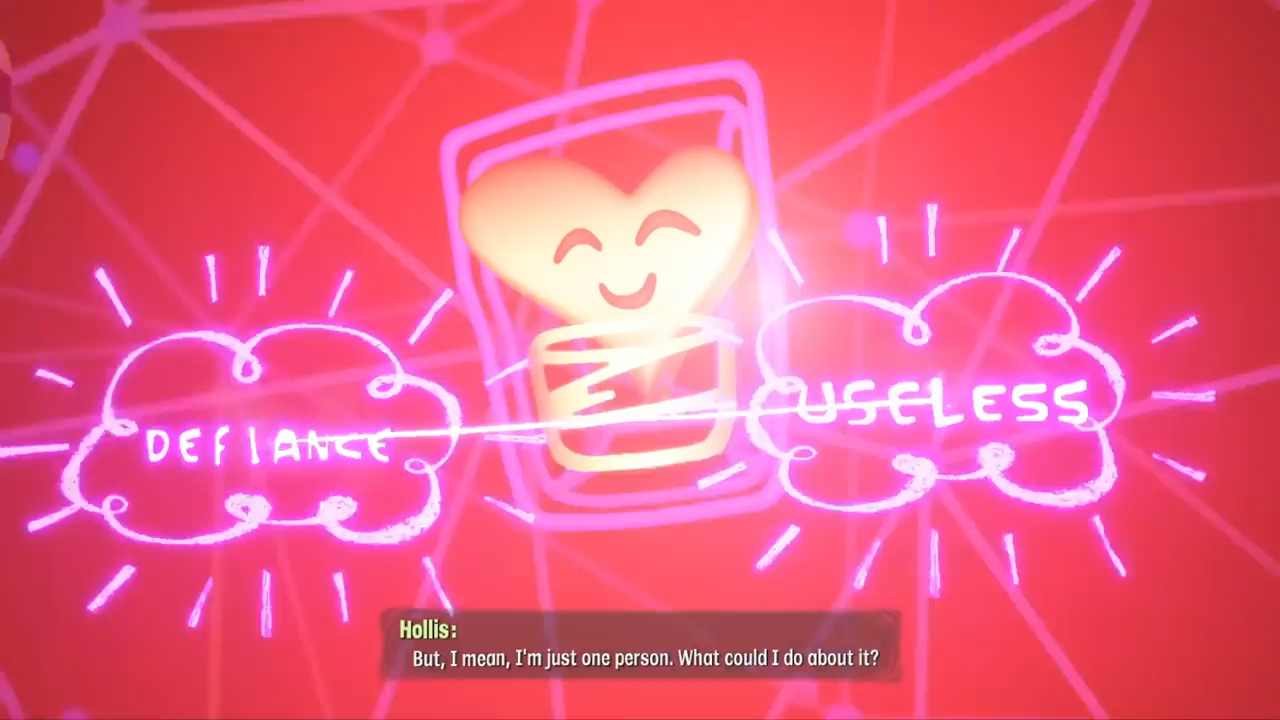 DEFIANCE
USELESS
Hollis:
But, I mean, I'm just one person. What could I do about it?